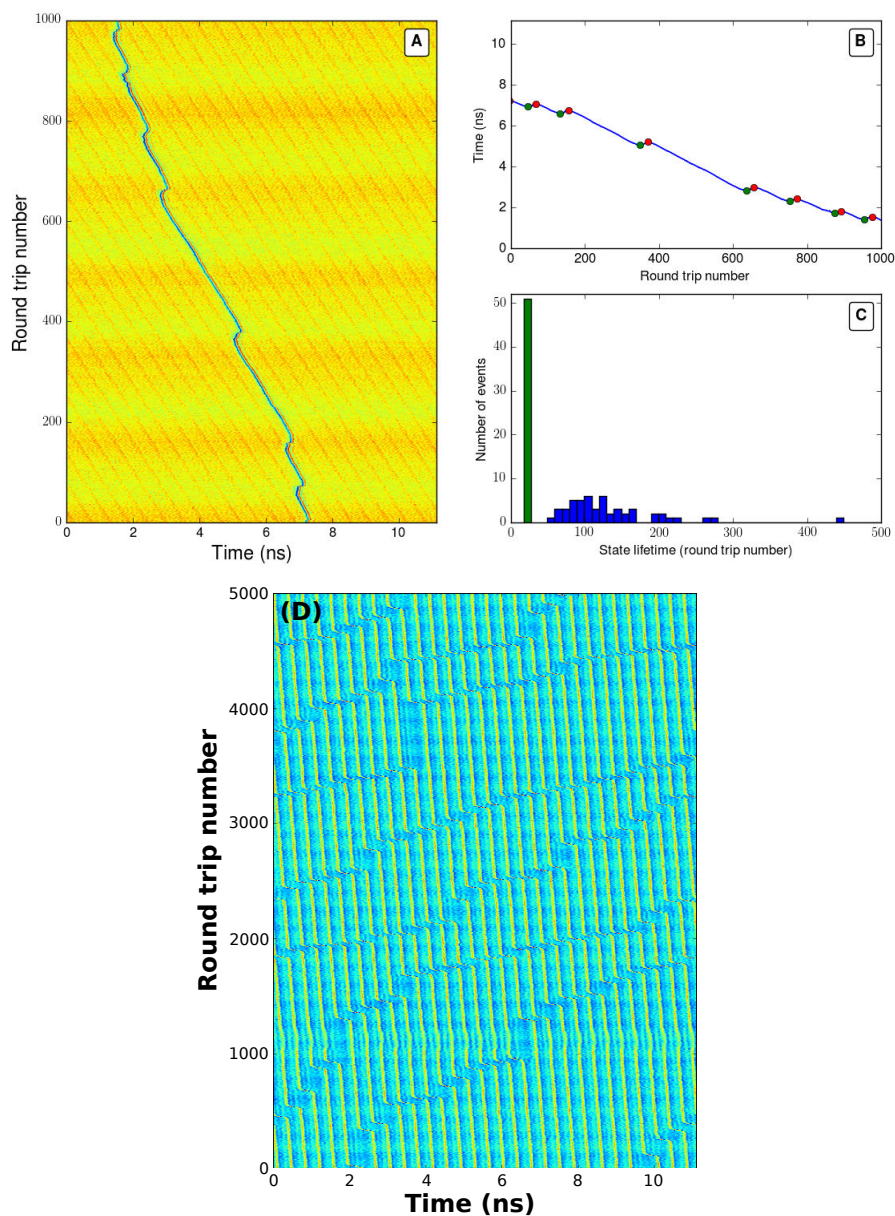 A
1000
800
600
400
200
0
0 2 4 6 8 10
Round trip number
Time (ns)
B
10
8
6
4
2
0
0 200 400 600 800 1000
Time (ns)
Round trip number
C
50
40
30
20
10
0
0 100 200 300 400 500
Number of events
State lifetime (round trip number)
(D)
5000
4000
3000
2000
1000
0
0 2 4 6 8 10
Round trip number
Time (ns)